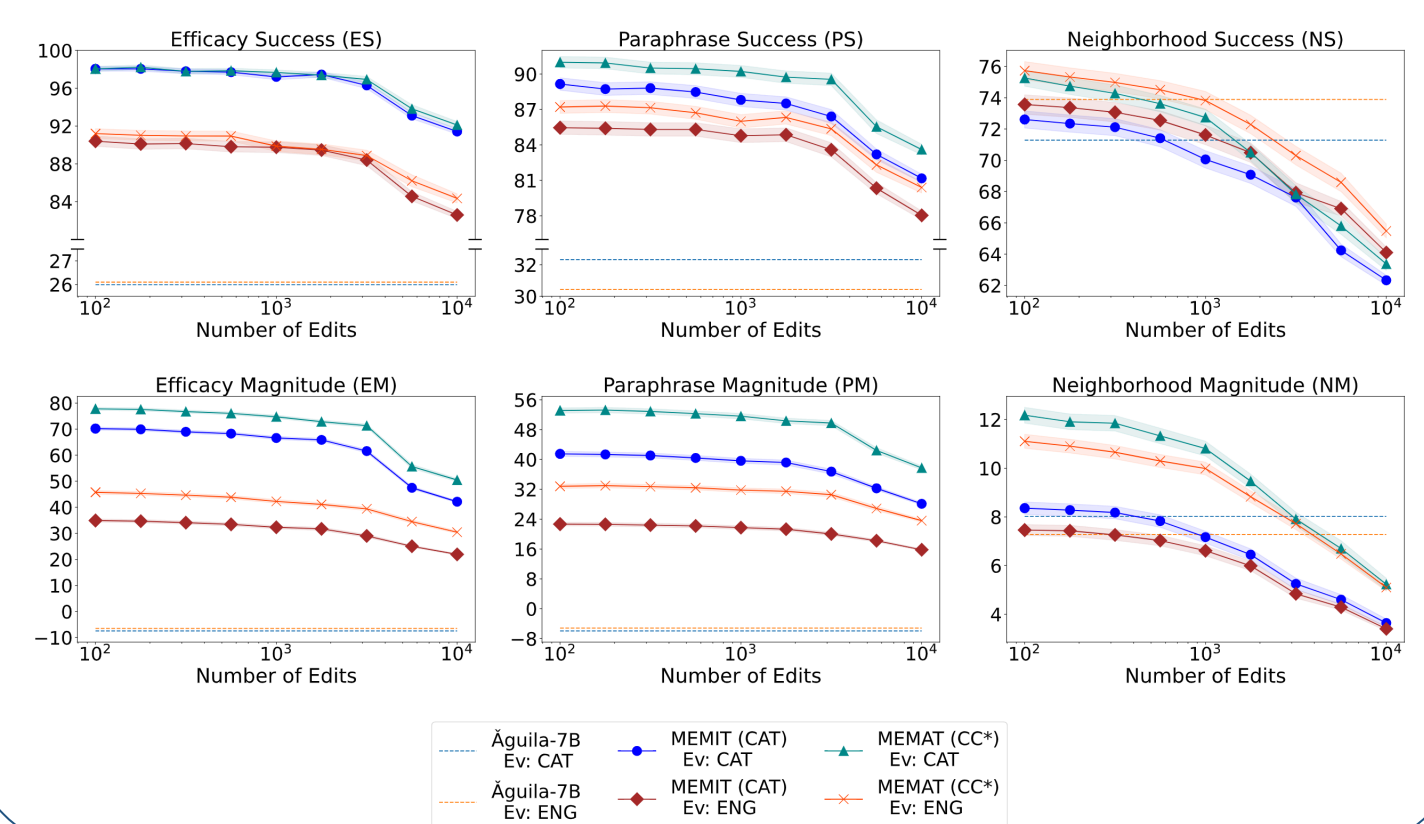 Efficacy Success (ES)
100
96
92
88
84
27
26
10²
10³
10⁴
Number of Edits
Paraphrase Success (PS)
90
87
84
81
78
32
30
10²
10³
10⁴
Number of Edits
Neighborhood Success (NS)
76
74
72
70
68
66
64
62
10²
10³
10⁴
Number of Edits
Efficacy Magnitude (EM)
80
70
60
50
40
30
20
10
0
−10
10²
10³
10⁴
Number of Edits
Paraphrase Magnitude (PM)
56
48
40
32
24
16
8
0
−8
10²
10³
10⁴
Number of Edits
Neighborhood Magnitude (NM)
12
10
8
6
4
10²
10³
10⁴
Number of Edits
Ǎguila-7B
Ev: CAT
MEMIT (CAT)
Ev: CAT
MEMAT (CC*)
Ev: CAT
Ǎguila-7B
Ev: ENG
MEMIT (CAT)
Ev: ENG
MEMAT (CC*)
Ev: ENG